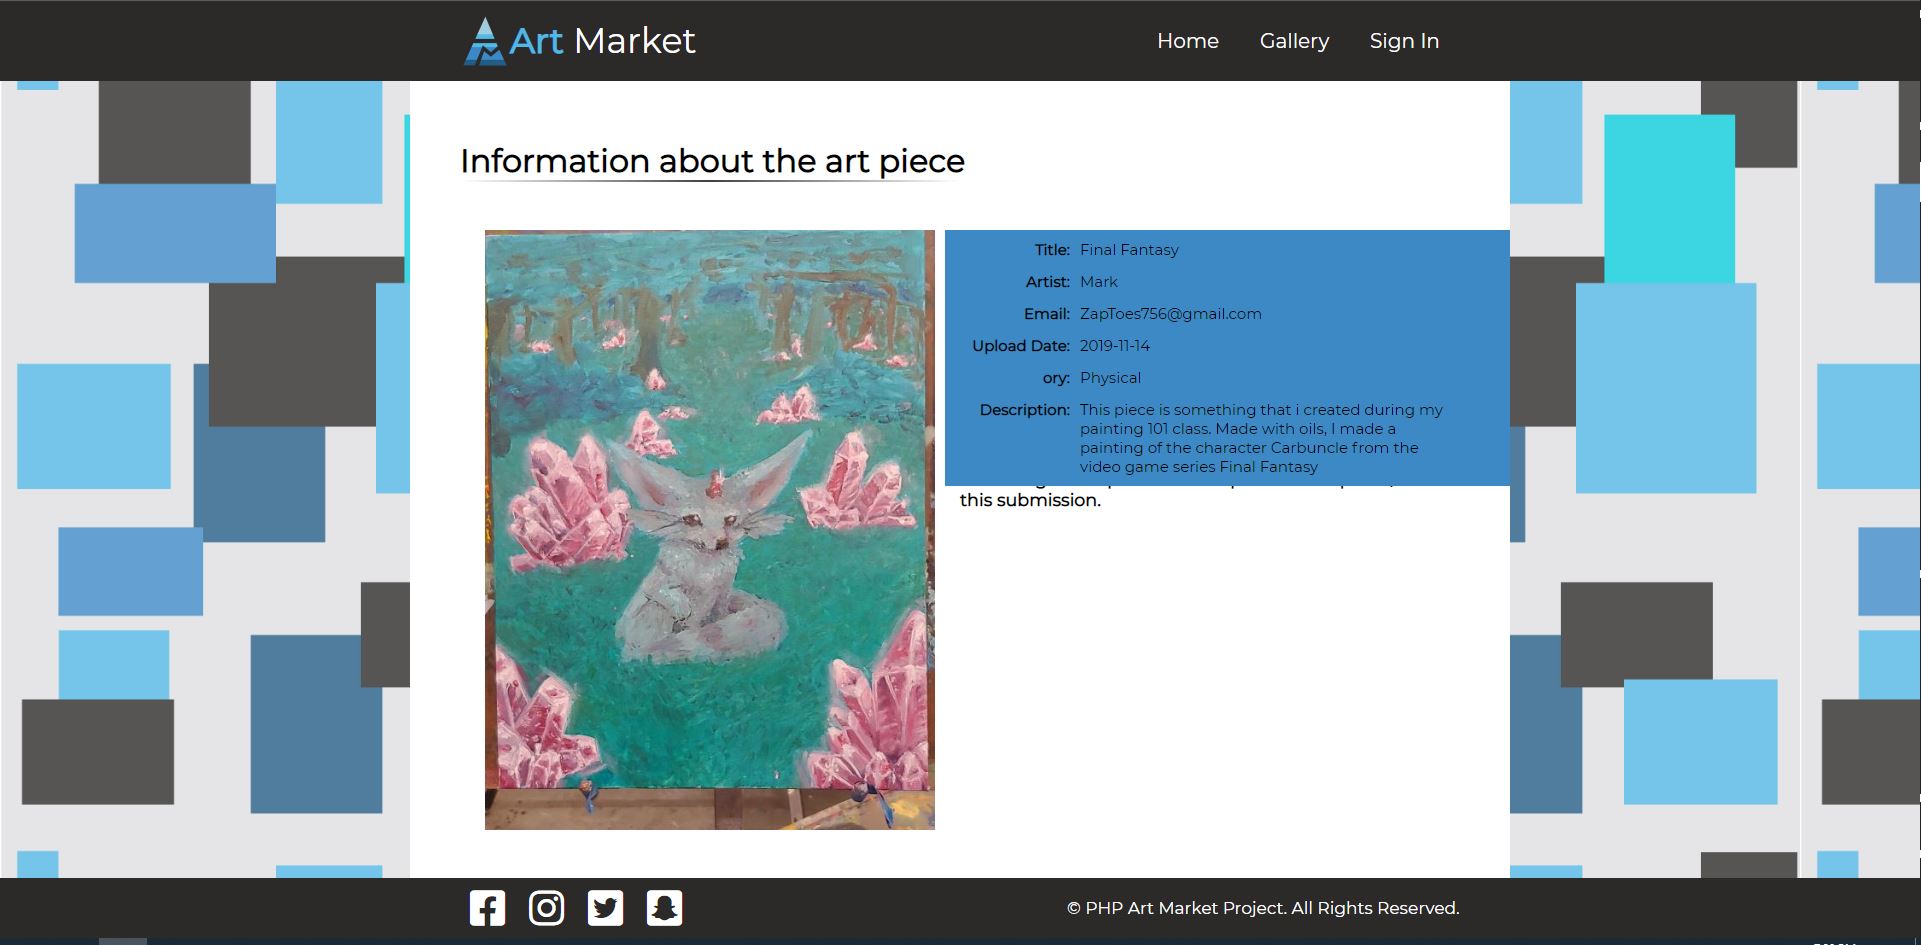 Art Market
Home Gallery Sign In
Information about the art piece
Title: Final Fantasy
Artist: Mark
Email: ZapToes756@gmail.com
Upload Date: 2019-11-14
ory: Physical
Description: This piece is something that i created during my
painting 101 class. Made with oils, I made a
painting of the character Carbuncle from the
video game series Final Fantasy
this submission.
© PHP Art Market Project. All Rights Reserved.